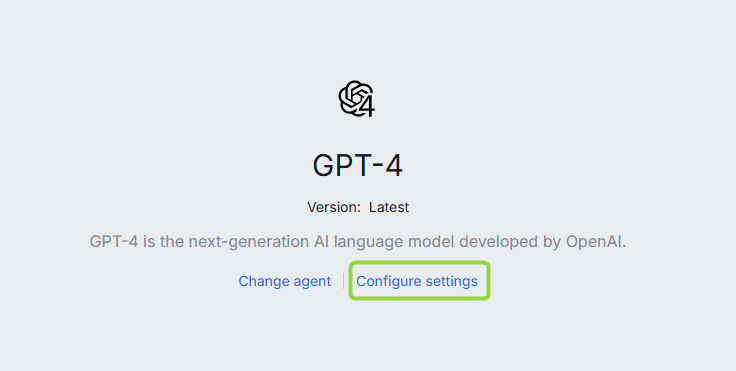 4
GPT-4
Version: Latest
GPT-4 is the next-generation AI language model developed by OpenAI.
Change agent | Configure settings